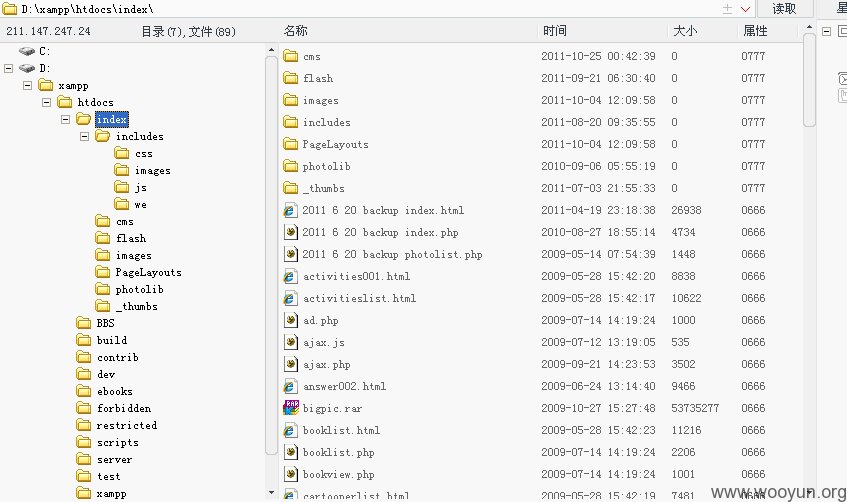 D:\xampp\htdocs\index\ 读取
211.147.247.24 目录(7),文件(89) 名称 时间 大小 属性
C:
D:
xampp
htdocs
index
includes
css
images
js
we
cms
flash
images
PageLayouts
photolib
_thumbs
BBS
build
contrib
dev
ebooks
forbidden
restricted
scripts
server
test
xampp
cms 2011-10-25 00:42:39 0 0777
flash 2011-09-21 06:30:40 0 0777
images 2011-10-04 12:09:58 0 0777
includes 2011-08-20 09:35:55 0 0777
PageLayouts 2011-10-04 12:09:58 0 0777
photolib 2010-09-06 05:55:19 0 0777
_thumbs 2011-07-03 21:55:33 0 0777
2011 6 20 backup index.html 2011-04-19 23:18:38 26938 0666
2011 6 20 backup index.php 2010-08-27 18:55:14 4734 0666
2011 6 20 backup photolist.php 2009-05-14 07:54:39 1448 0666
activities001.html 2009-05-28 15:42:20 8838 0666
activitieslist.html 2009-05-28 15:42:17 10622 0666
ad.php 2009-07-14 14:19:24 1000 0666
ajax.js 2009-07-12 13:19:05 535 0666
ajax.php 2009-09-21 14:23:53 3502 0666
answer002.html 2009-06-24 13:14:40 9466 0666
bigpic.rar 2009-10-27 15:27:48 53735277 0666
booklist.html 2009-05-28 15:42:23 11216 0666
booklist.php 2009-07-14 14:19:24 2206 0666
bookview.php 2009-07-14 14:19:24 1001 0666
cartooperlist.html 2009-05-28 15:42:19 7481 0666
www.wooyun.org